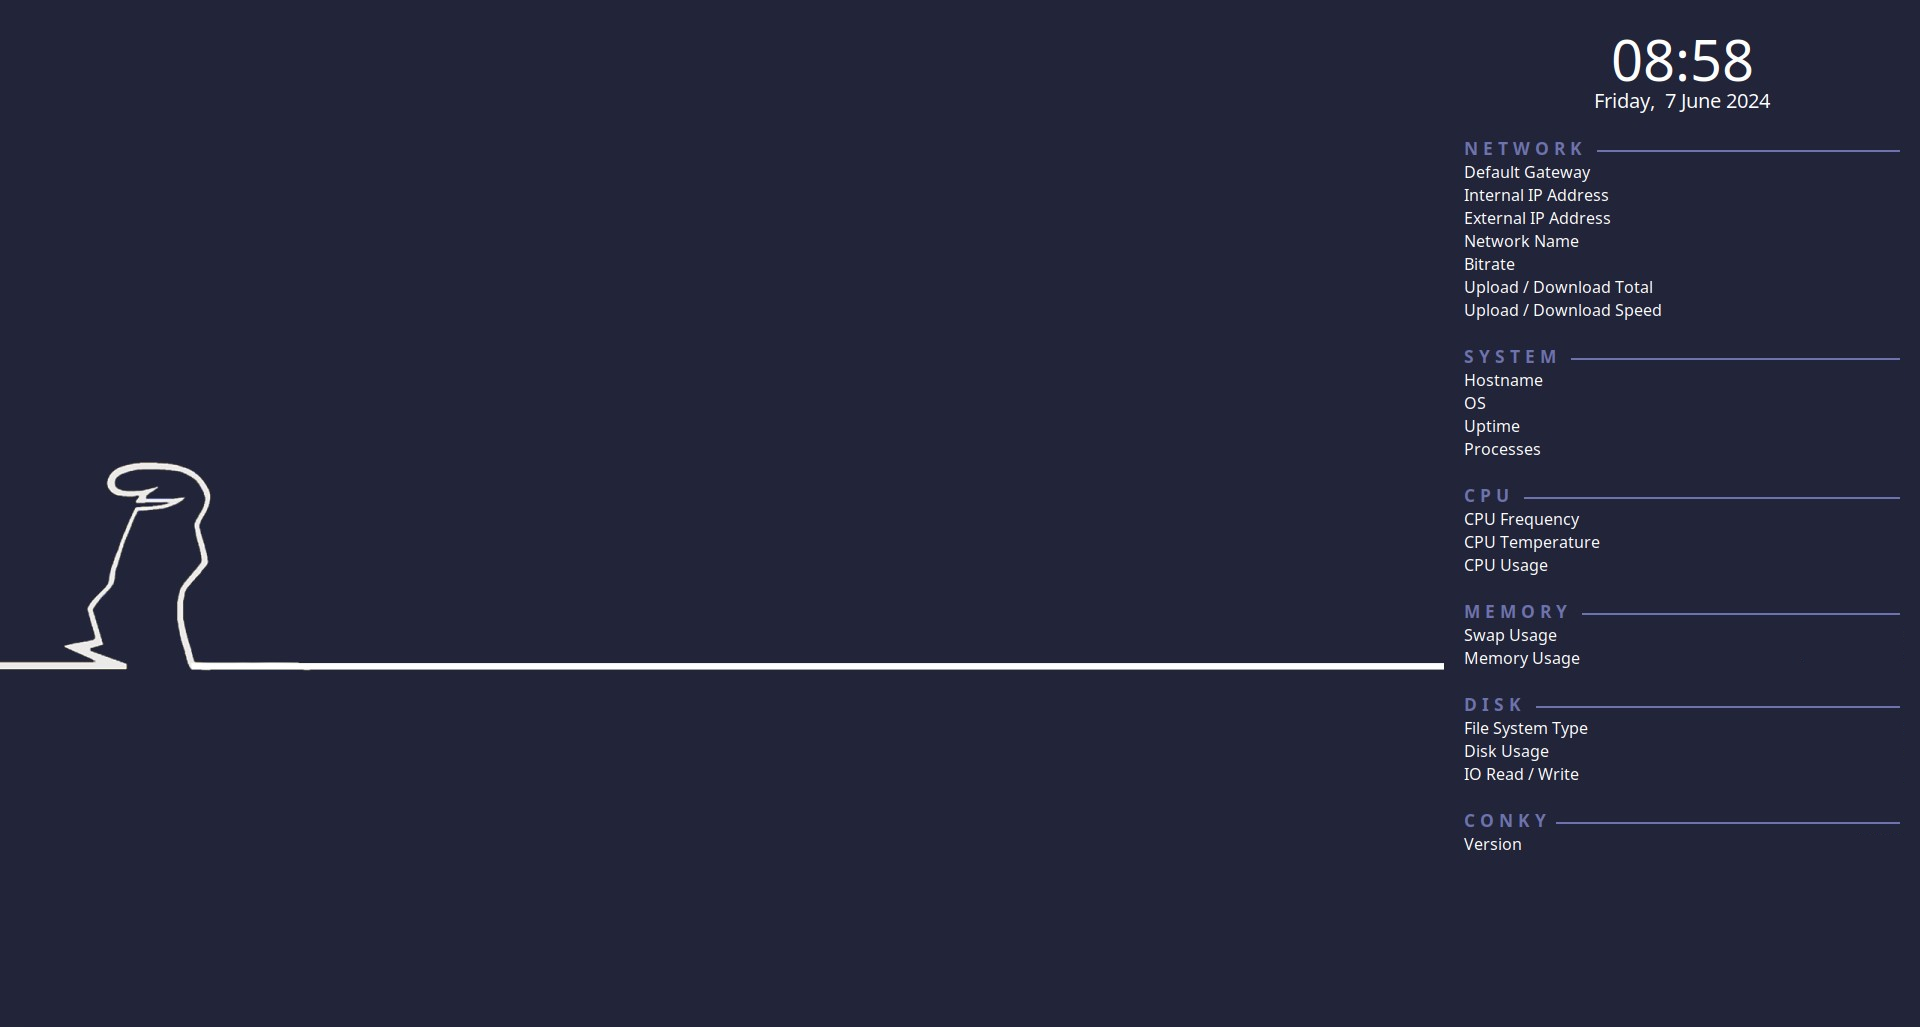 08:58
Friday,  7 June 2024
NETWORK
Default Gateway
Internal IP Address
External IP Address
Network Name
Bitrate
Upload / Download Total
Upload / Download Speed
SYSTEM
Hostname
OS
Uptime
Processes
CPU
CPU Frequency
CPU Temperature
CPU Usage
MEMORY
Swap Usage
Memory Usage
DISK
File System Type
Disk Usage
IO Read / Write
CONKY
Version